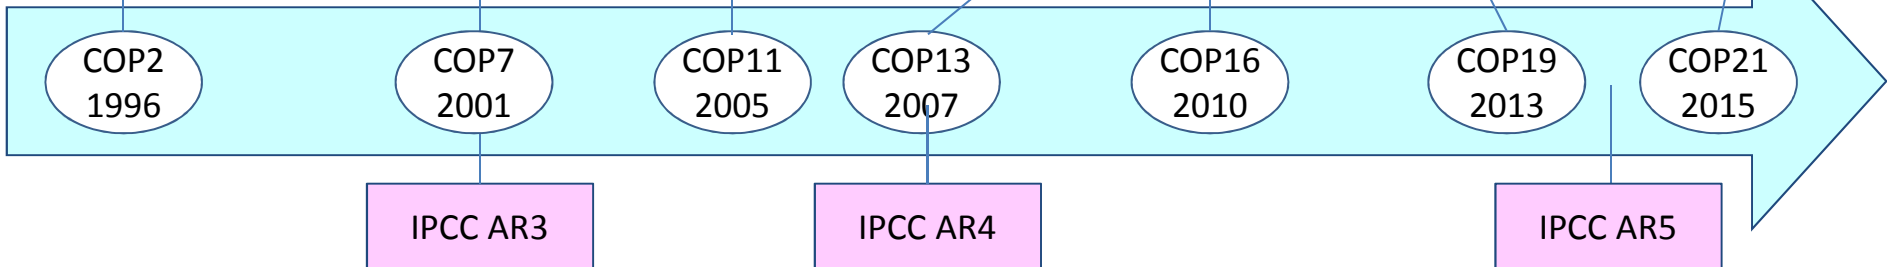 COP2
1996
COP7
2001
COP11
2005
COP13
2007
COP16
2010
COP19
2013
COP21
2015
IPCC AR3
IPCC AR4
IPCC AR5